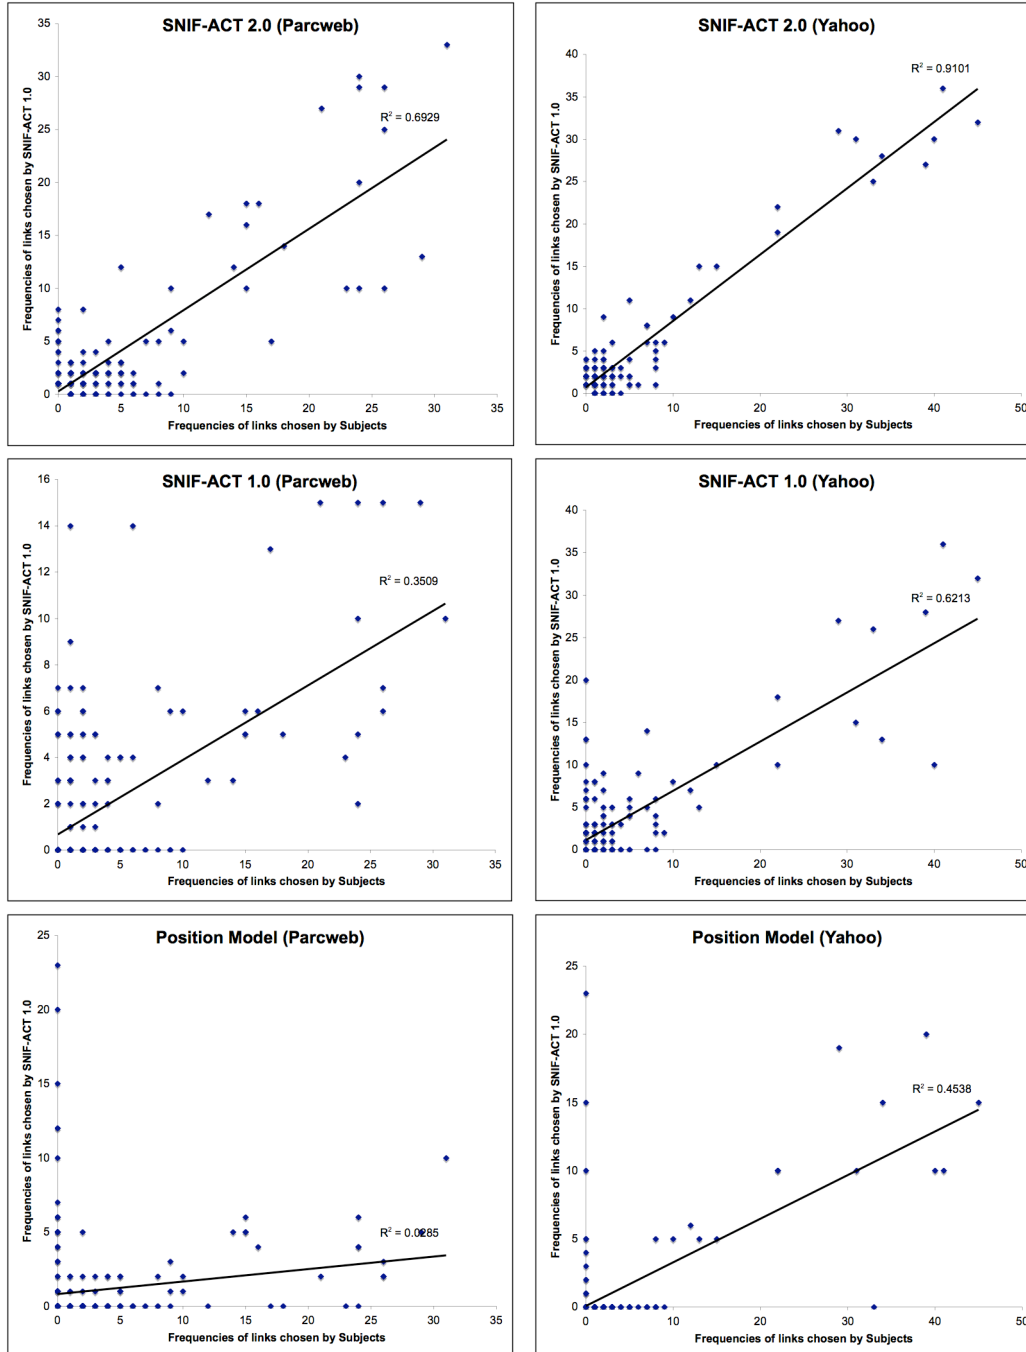 SNIF-ACT 2.0 (Parcweb)
35
30
25
20
15
10
5
0
0 5 10 15 20 25 30 35
Frequencies of links chosen by SNIF-ACT 1.0
Frequencies of links chosen by Subjects
R² = 0.6929
SNIF-ACT 2.0 (Yahoo)
40
35
30
25
20
15
10
5
0
0 10 20 30 40 50
Frequencies of links chosen by SNIF-ACT 1.0
Frequencies of links chosen by Subjects
R² = 0.9101
SNIF-ACT 1.0 (Parcweb)
16
14
12
10
8
6
4
2
0
0 5 10 15 20 25 30 35
Frequencies of links chosen by SNIF-ACT 1.0
Frequencies of links chosen by Subjects
R² = 0.3509
SNIF-ACT 1.0 (Yahoo)
40
35
30
25
20
15
10
5
0
0 10 20 30 40 50
Frequencies of links chosen by SNIF-ACT 1.0
Frequencies of links chosen by Subjects
R² = 0.6213
Position Model (Parcweb)
25
20
15
10
5
0
0 5 10 15 20 25 30 35
Frequencies of links chosen by SNIF-ACT 1.0
Frequencies of links chosen by Subjects
R² = 0.0285
Position Model (Yahoo)
25
20
15
10
5
0
0 10 20 30 40 50
Frequencies of links chosen by SNIF-ACT 1.0
Frequencies of links chosen by Subjects
R² = 0.4538